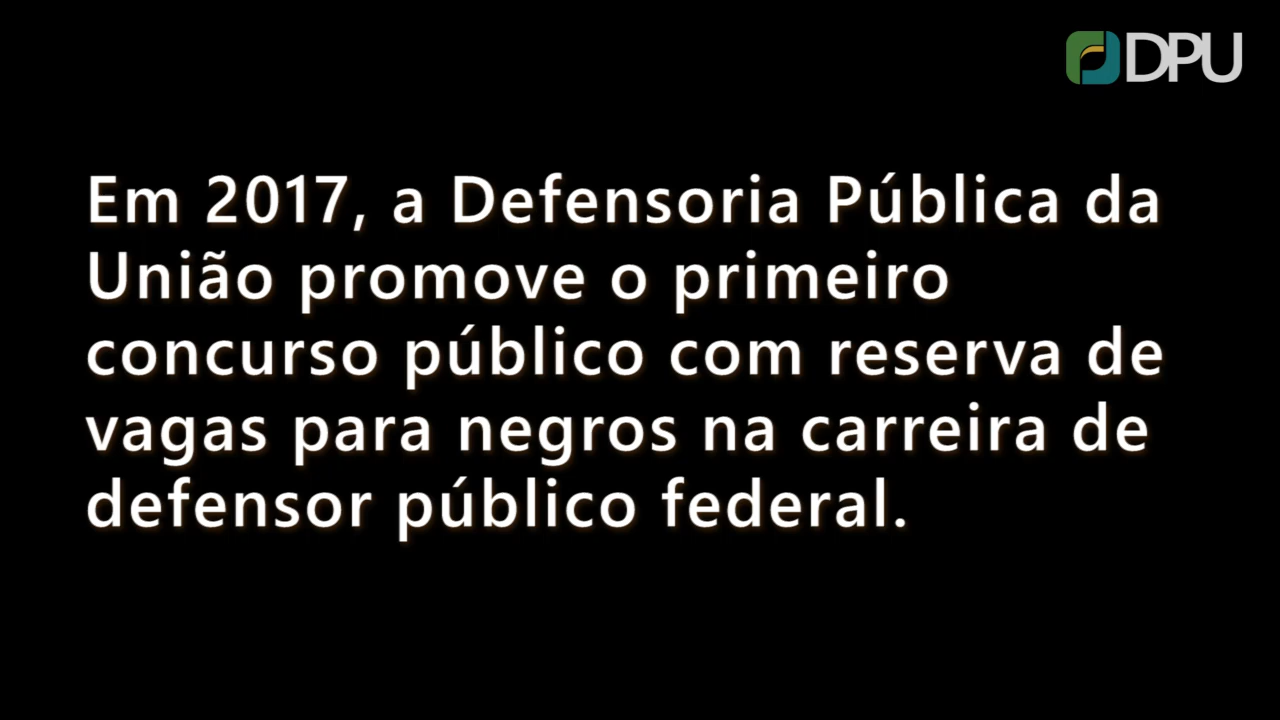 DPU
Em 2017, a Defensoria Pública da
União promove o primeiro
concurso público com reserva de
vagas para negros na carreira de
defensor público federal.